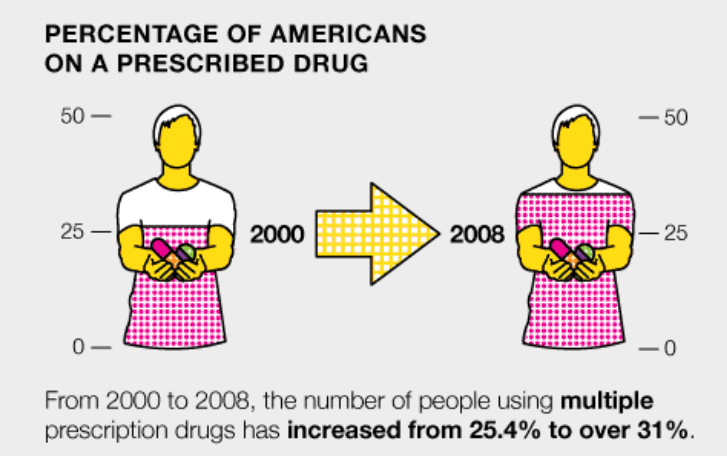 PERCENTAGE OF AMERICANS
ON A PRESCRIBED DRUG
50
50
25
2000
2008
25
0
0
From 2000 to 2008, the number of people using multiple
prescription drugs has increased from 25.4% to over 31%.